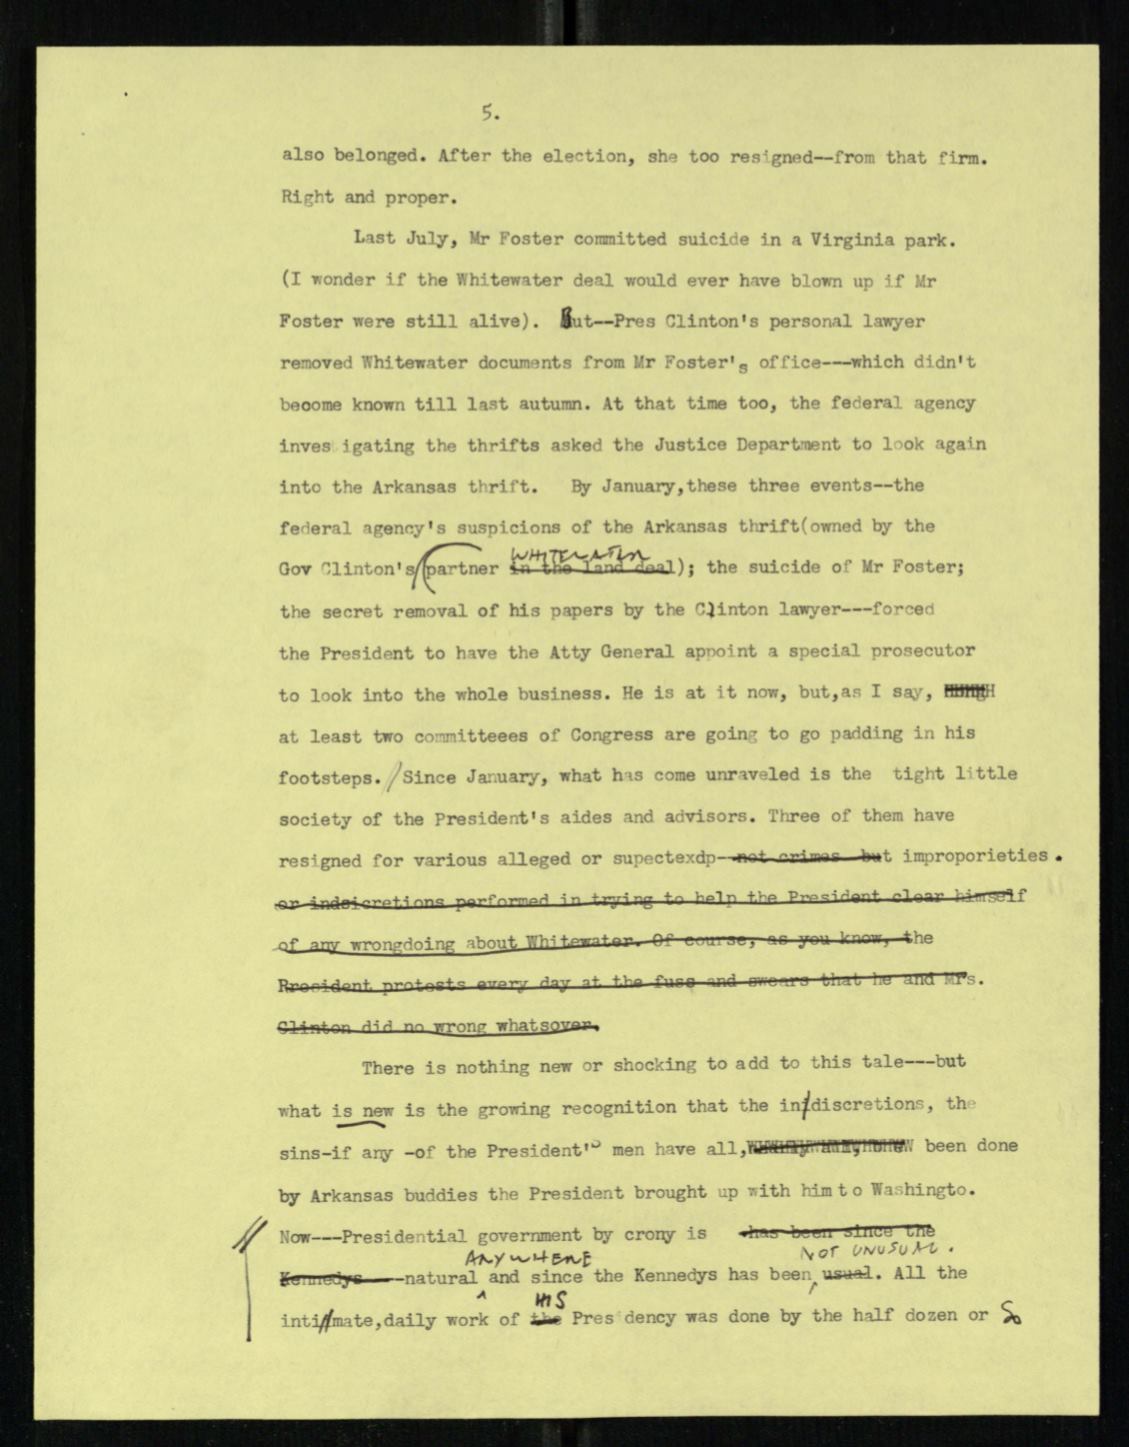 5.
also belonged. After the election, she too resigned--from that firm.
Right and proper.
Last July, Mr Foster committed suicide in a Virginia park.
(I wonder if the Whitewater deal would ever have blown up if Mr
Foster were still alive). But--Pres Clinton's personal lawyer
removed Whitewater documents from Mr Foster's office---which didn't
beoome known till last autumn. At that time too, the federal agency
inves igating the thrifts asked the Justice Department to look again
into the Arkansas thrift. By January,these three events--the
federal agency's suspicions of the Arkansas thrift(owned by the
WHITEWATER
Gov Clinton's(partner in the land deal); the suicide of Mr Foster;
the secret removal of his papers by the Clinton lawyer---forced
the President to have the Atty General appoint a special prosecutor
to look into the whole business. He is at it now, but,as I say,
at least two committeees of Congress are going to go padding in his
footsteps. /Since January, what has come unraveled is the tight little
society of the President's aides and advisors. Three of them have
resigned for various alleged or supectexdp--not crimes but improporieties.
or indsicretions performed in trying to help the President clear himself
of any wrongdoing about Whitewater. Of course, as you know, the
Rresident protests every day at the fuss and swears that he and Mrs.
Clinton did no wrong whatsover.
There is nothing new or shocking to add to this tale---but
what is new is the growing recognition that the in/discretions, the
sins-if any -of the President's men have all, been done
by Arkansas buddies the President brought up with him to Washingto.
Now---Presidential government by crony is -has been since the
ANYWHERE NOT UNUSUAL.
Kennedys----natural and since the Kennedys has been usual. All the
HIS
inti/mate,daily work of the Pres dency was done by the half dozen or so